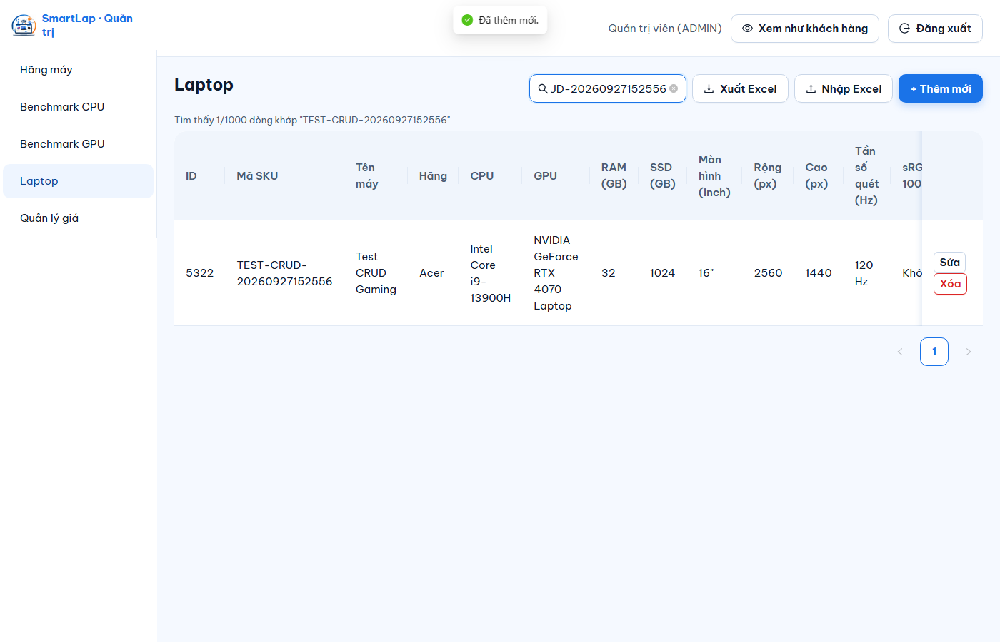 SmartLap · Quản
trị
Đã thêm mới.
Quản trị viên (ADMIN)
Xem như khách hàng
Đăng xuất
Hãng máy
Benchmark CPU
Benchmark GPU
Laptop
Quản lý giá
Laptop
JD-20260927152556
Xuất Excel
Nhập Excel
+ Thêm mới
Tìm thấy 1/1000 dòng khớp "TEST-CRUD-20260927152556"
ID
Mã SKU
Tên
máy
Hãng
CPU
GPU
RAM
(GB)
SSD
(GB)
Màn
hình
(inch)
Rộng
(px)
Cao
(px)
Tần
số
quét
(Hz)
sRG
100
5322
TEST-CRUD-
20260927152556
Test
CRUD
Gaming
Acer
Intel
Core
i9-
13900H
NVIDIA
GeForce
RTX
4070
Laptop
32
1024
16"
2560
1440
120
Hz
Khô
Sửa
Xóa
1